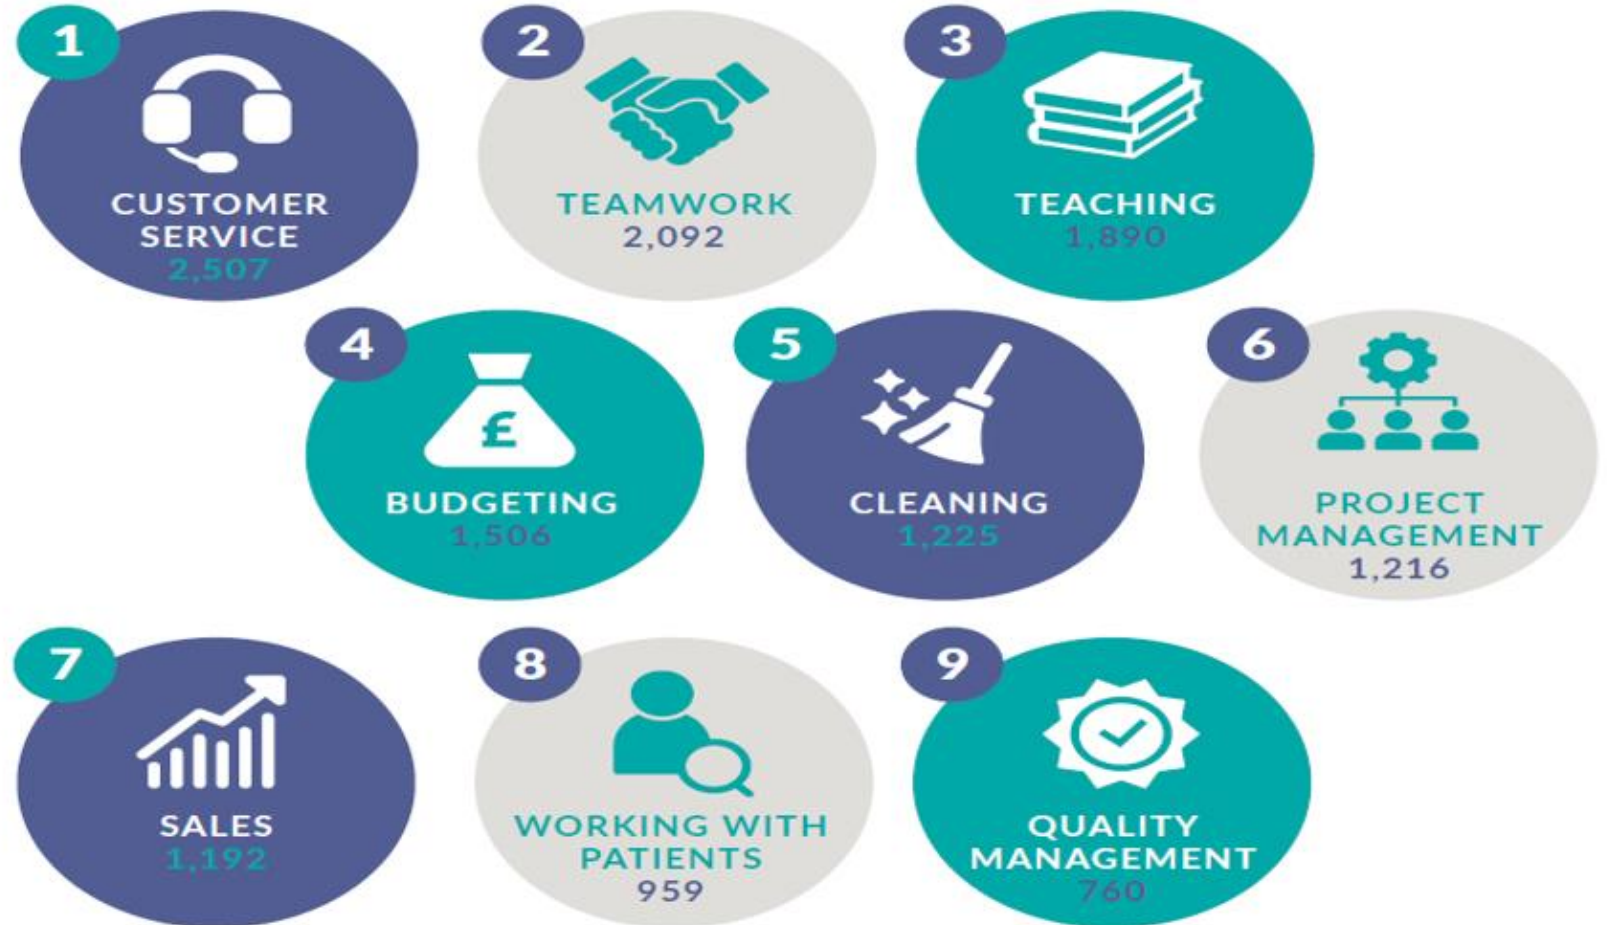 1
CUSTOMER
SERVICE
2,507
2
TEAMWORK
2,092
3
TEACHING
1,890
4
£
BUDGETING
1,506
5
CLEANING
1,225
6
PROJECT
MANAGEMENT
1,216
7
SALES
1,192
8
WORKING WITH
PATIENTS
959
9
QUALITY
MANAGEMENT
760